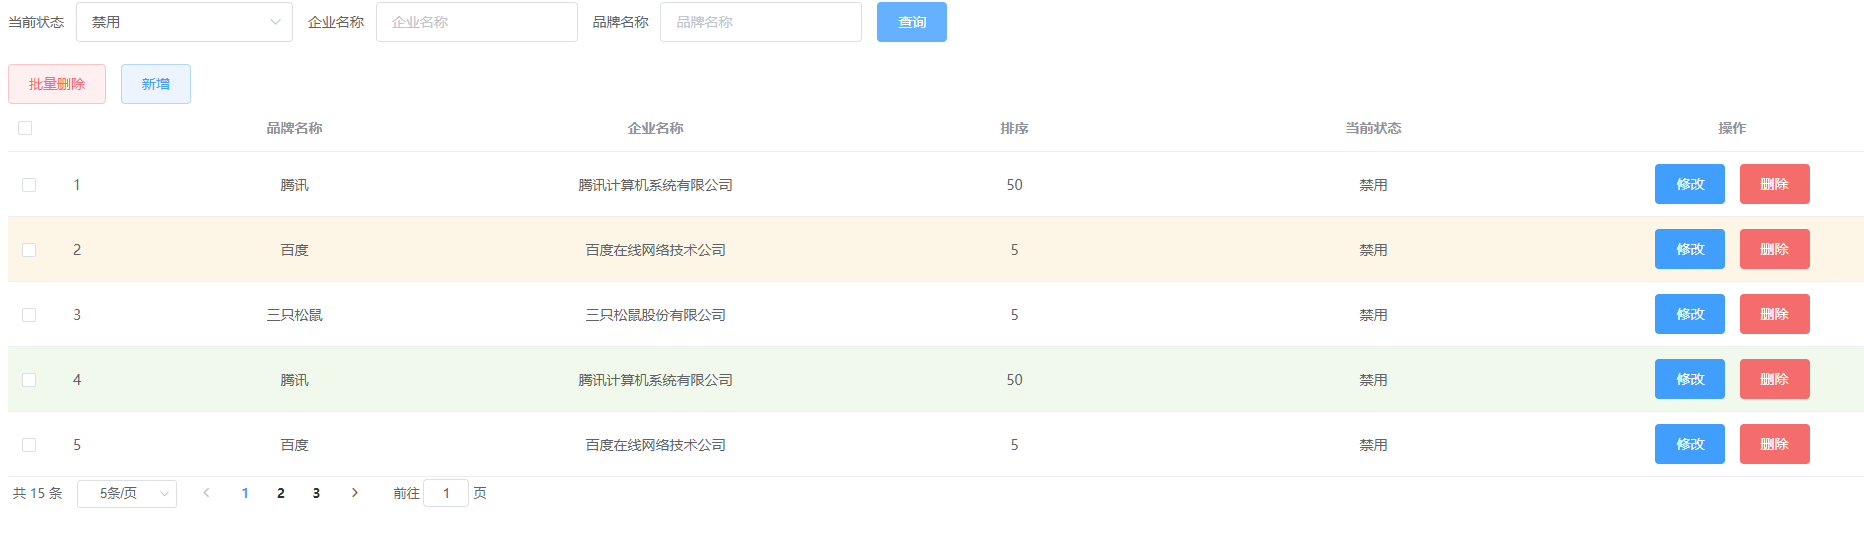 当前状态 禁用 企业名称 企业名称 品牌名称 品牌名称 查询
批量删除 新增
品牌名称 企业名称 排序 当前状态 操作
1 腾讯 腾讯计算机系统有限公司 50 禁用 修改 删除
2 百度 百度在线网络技术公司 5 禁用 修改 删除
3 三只松鼠 三只松鼠股份有限公司 5 禁用 修改 删除
4 腾讯 腾讯计算机系统有限公司 50 禁用 修改 删除
5 百度 百度在线网络技术公司 5 禁用 修改 删除
共 15 条 5条/页 1 2 3 前往 1 页